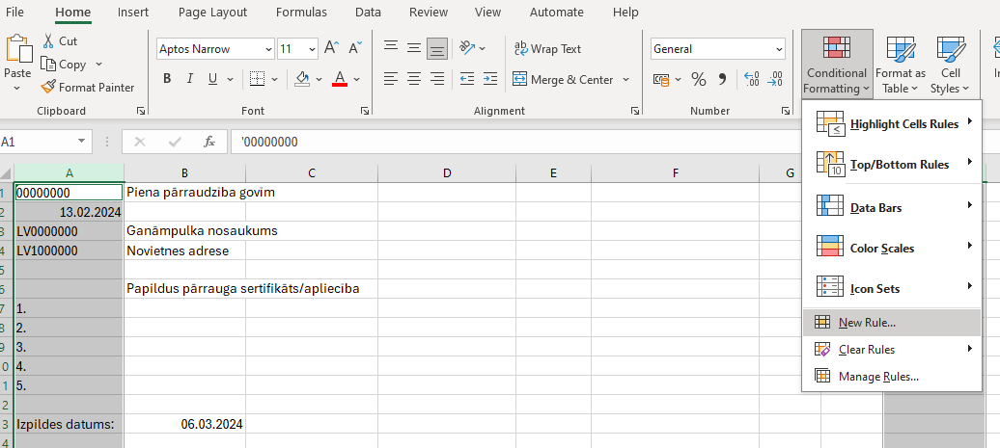 File Home Insert Page Layout Formulas Data Review View Automate Help
Paste
Cut
Copy
Format Painter
Clipboard
Aptos Narrow 11
B I U
Font
Wrap Text
Merge & Center
Alignment
General
Number
Conditional Formatting
Format as Table
Cell Styles
Highlight Cells Rules
Top/Bottom Rules
Data Bars
Color Scales
Icon Sets
New Rule...
Clear Rules
Manage Rules...
A1 fx '00000000
A B C D E F G
1 00000000 Piena pārraudzība govim
2 13.02.2024
3 LV0000000 Ganāmpulka nosaukums
4 LV1000000 Novietnes adrese
5
6 Papildus pārrauga sertifikāts/apliecība
7 1.
8 2.
9 3.
0 4.
1 5.
2
3 Izpildes datums: 06.03.2024
4